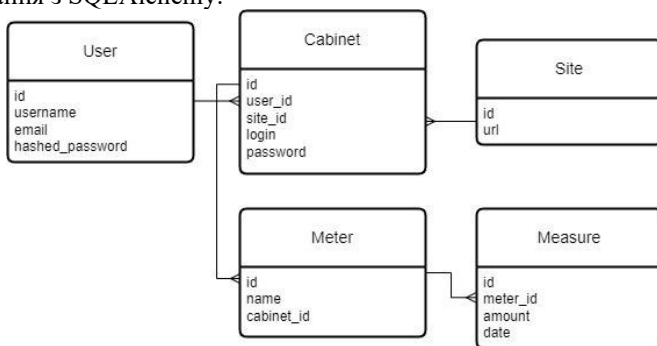 з SQLAlchemy.
User
id
username
email
hashed_password
Cabinet
id
user_id
site_id
login
password
Site
id
url
Meter
id
name
cabinet_id
Measure
id
meter_id
amount
date